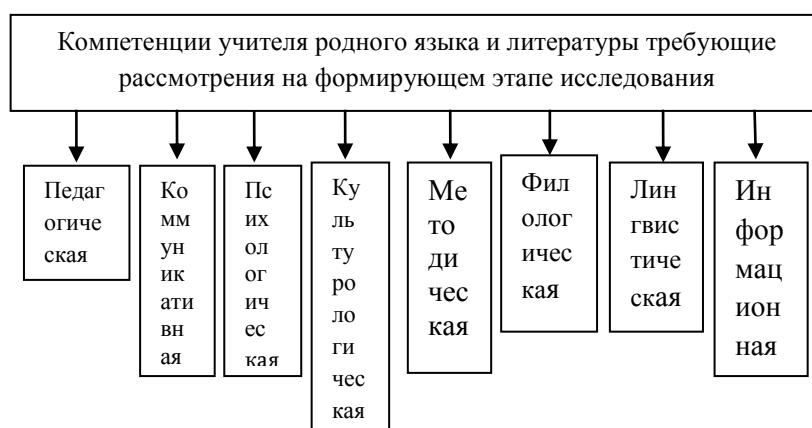 Компетенции учителя родного языка и литературы требующие
рассмотрения на формирующем этапе исследования
Педаг
огиче
ская
Ко
мм
ун
ик
ати
вн
ая
Пс
их
ол
ог
ич
ес
кая
Ку
ль
ту
ро
ло
ги
чес
кая
Ме
то
ди
чес
кая
Фил
олог
ичес
кая
Лин
гвис
тиче
ская
Ин
фор
мац
ион
ная